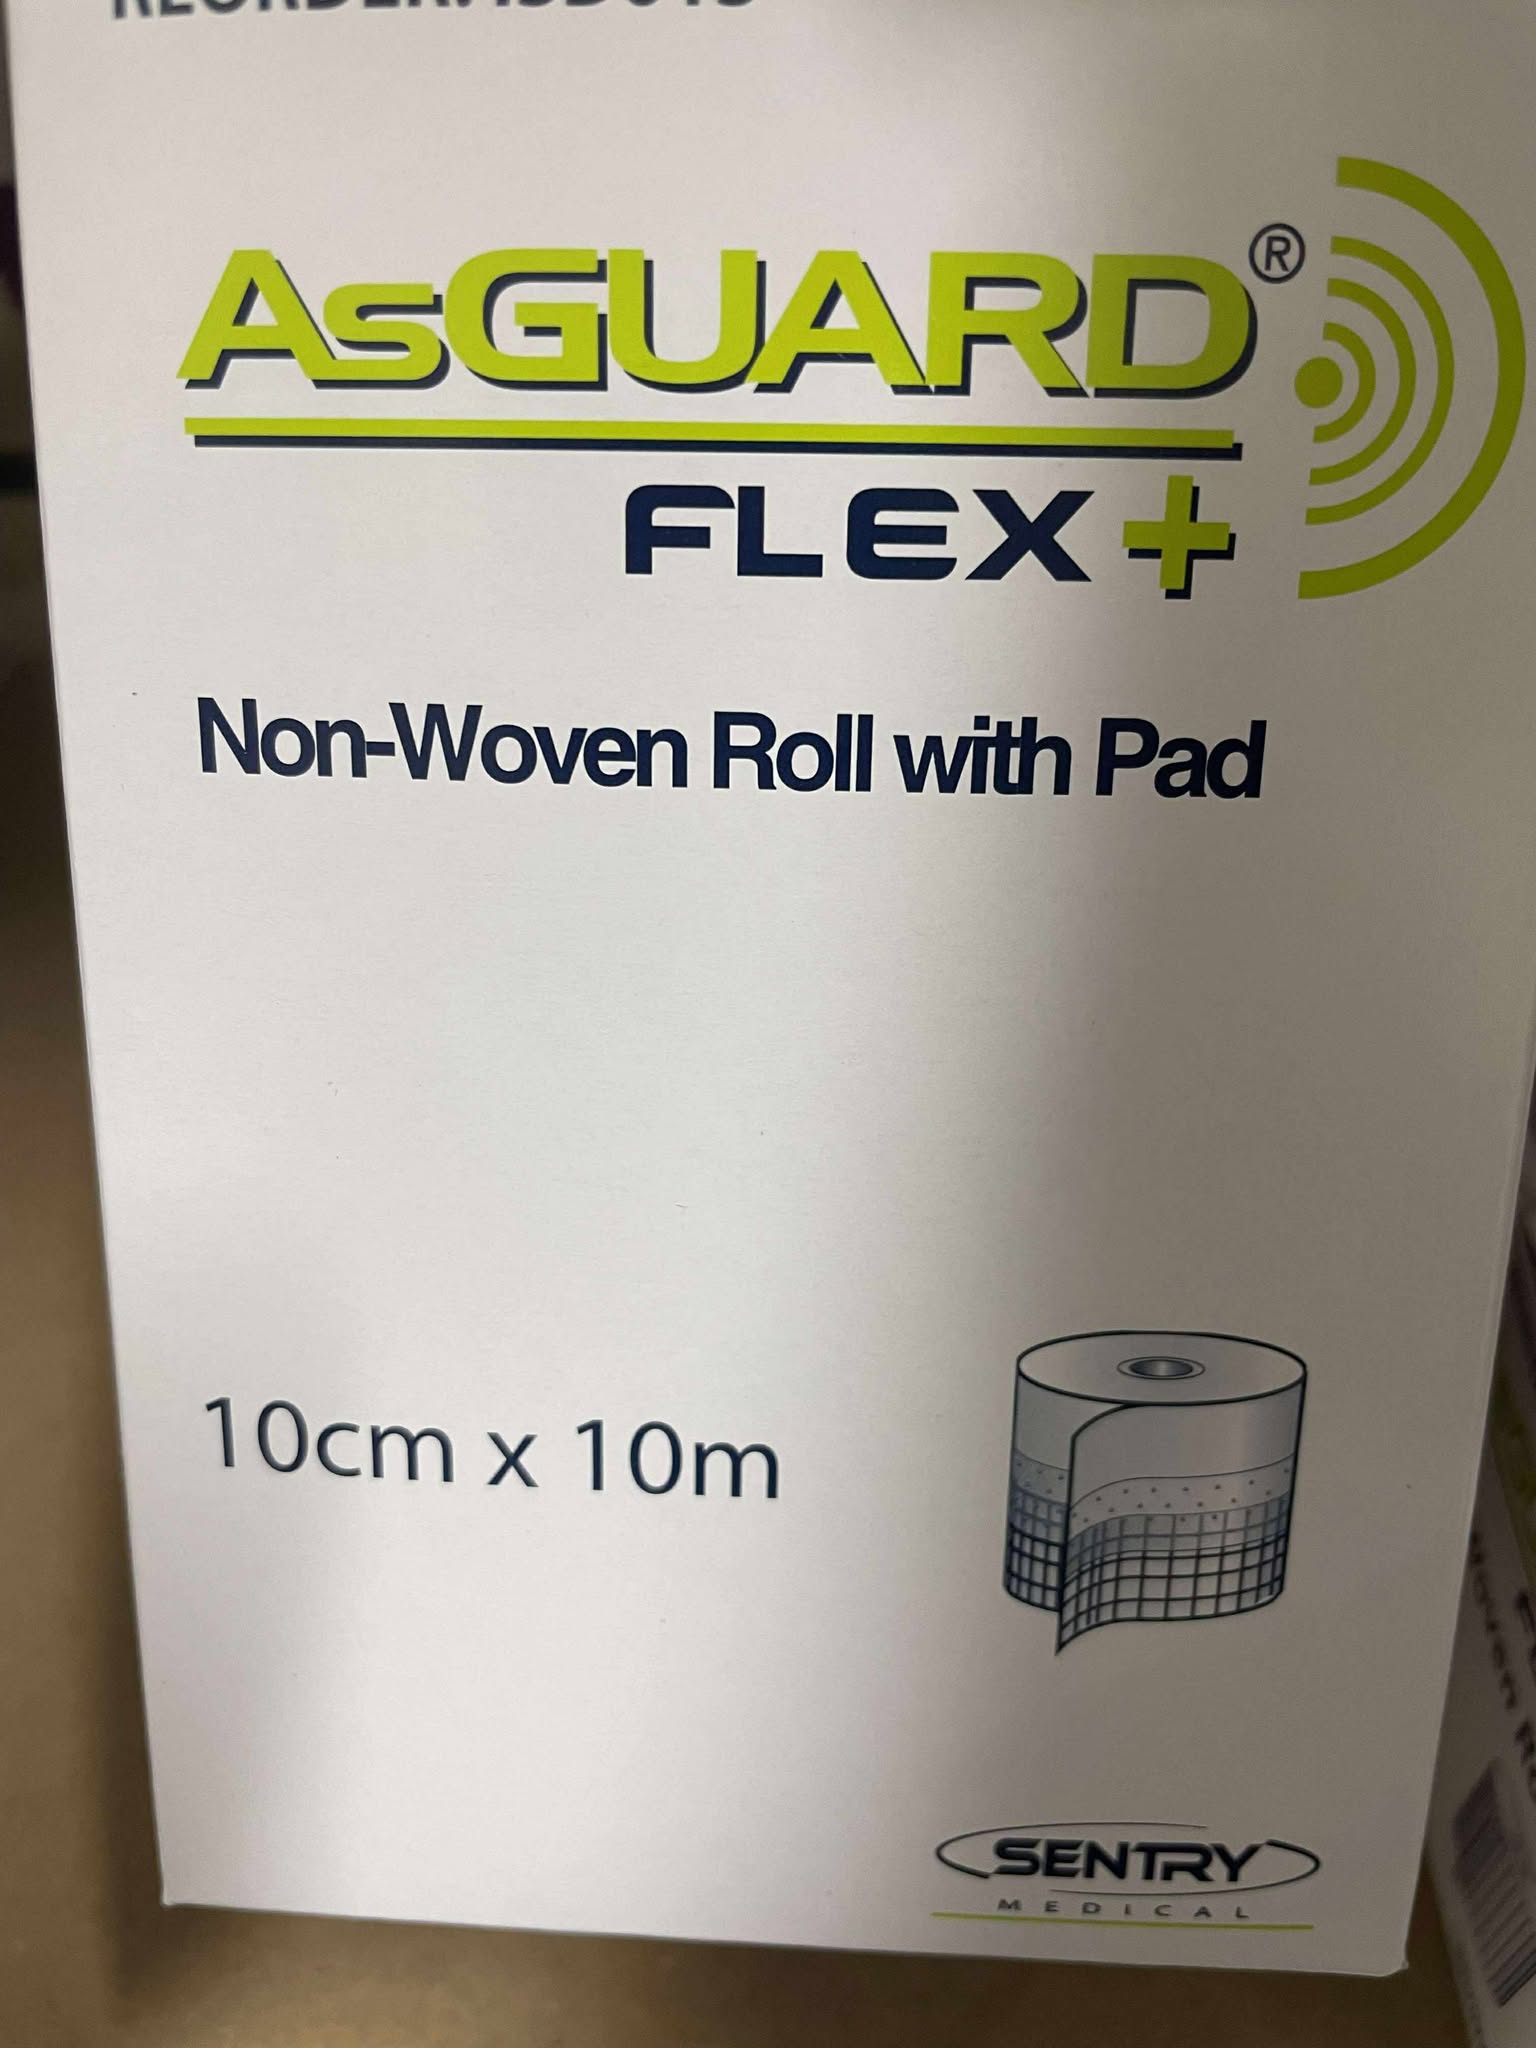 AsGUARD®
FLEX+
Non-Woven Roll with Pad
10cm x 10m
SENTRY
MEDICAL